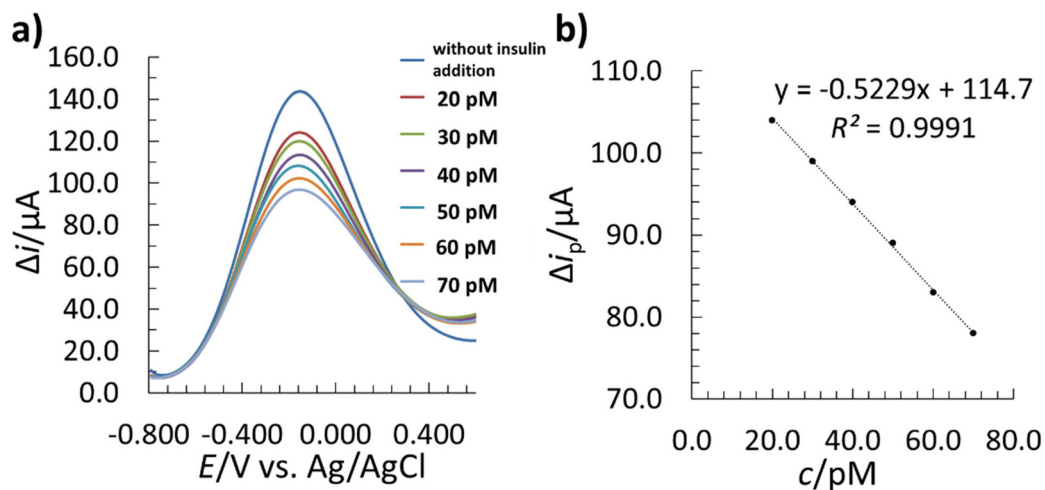 a)
160.0
140.0
120.0
100.0
80.0
60.0
40.0
20.0
0.0
Δi/μA
-0.800
-0.400
0.000
0.400
E/V vs. Ag/AgCl
without insulin
addition
20 pM
30 pM
40 pM
50 pM
60 pM
70 pM
b)
110.0
100.0
90.0
80.0
70.0
Δip/μA
y = -0.5229x + 114.7
R² = 0.9991
0.0
20.0
40.0
60.0
80.0
c/pM